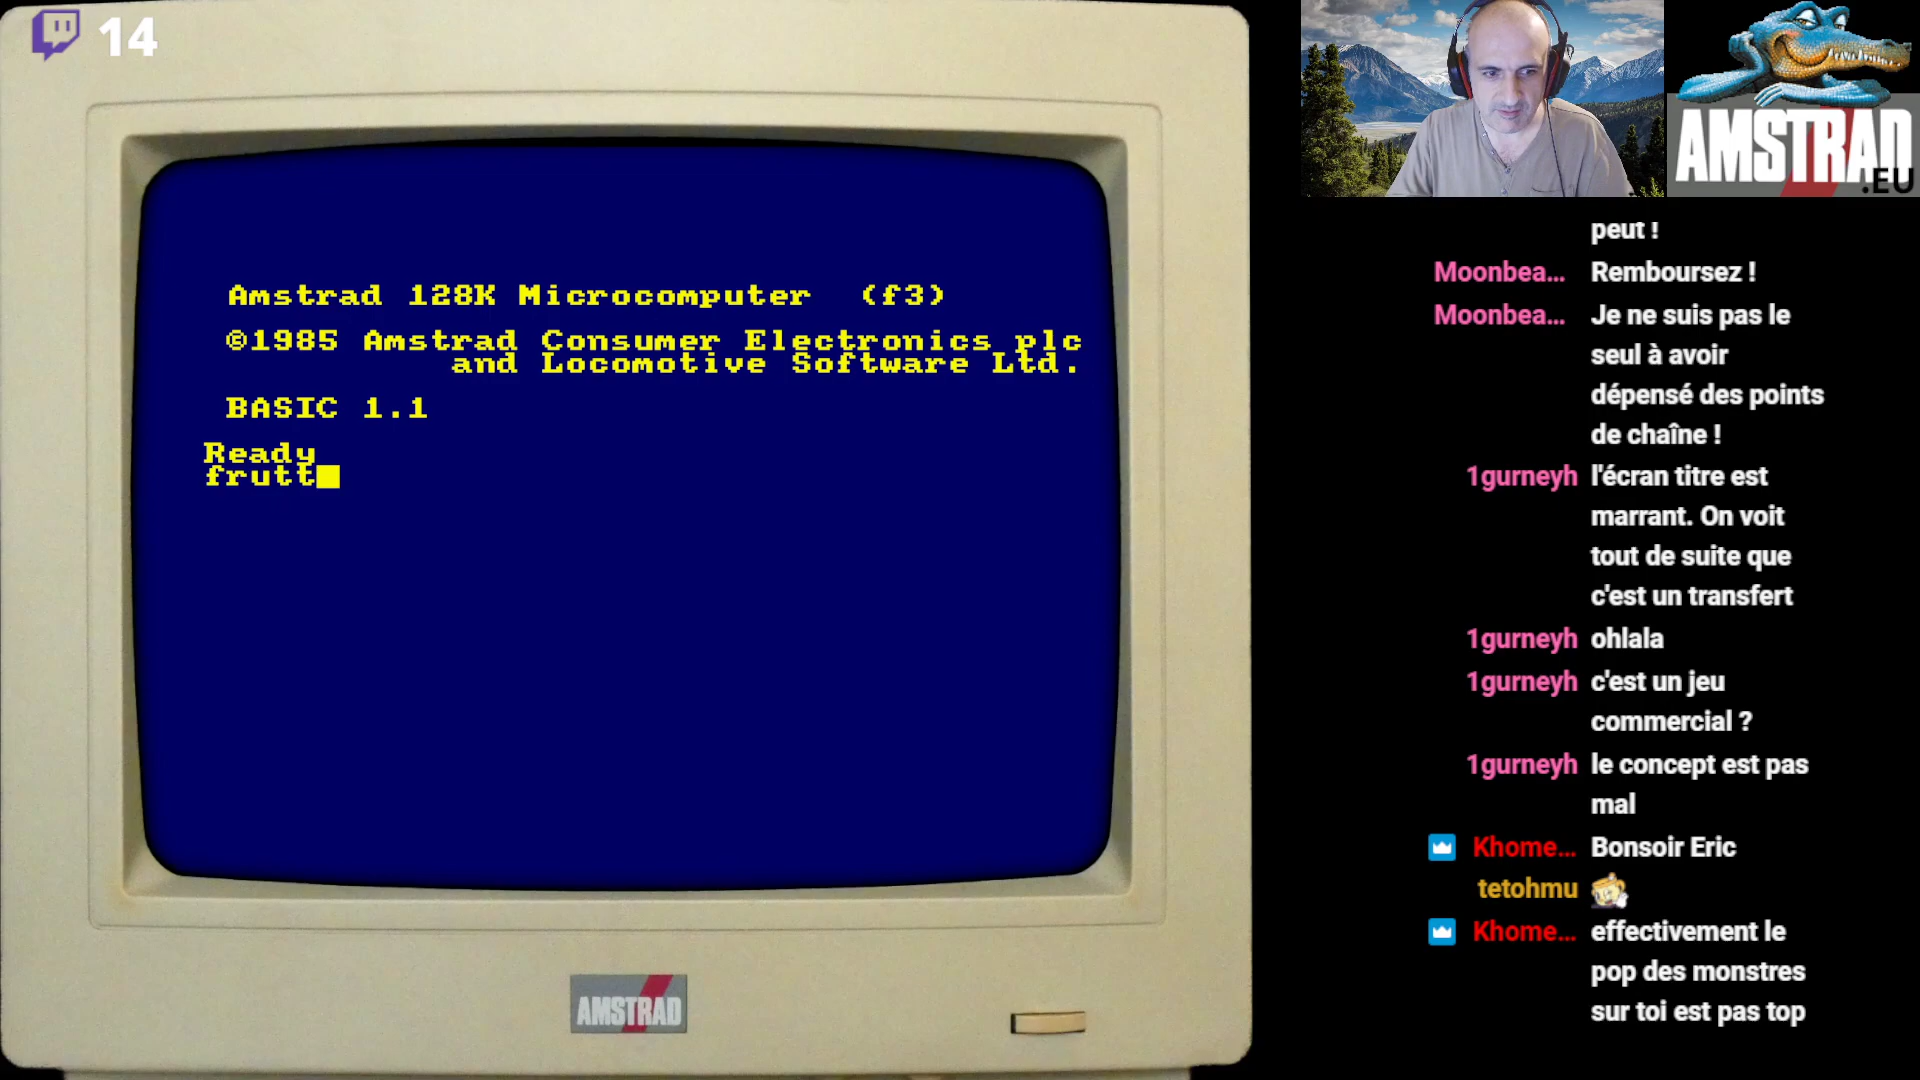 14
Amstrad 128K Microcomputer (f3)
©1985 Amstrad Consumer Electronics plc
and Locomotive Software Ltd.
BASIC 1.1
Ready
frutt
AMSTRAD
AMSTRAD
.EU
peut !
Moonbea... Remboursez !
Moonbea... Je ne suis pas le
seul à avoir
dépensé des points
de chaîne !
1gurneyh l'écran titre est
marrant. On voit
tout de suite que
c'est un transfert
1gurneyh ohlala
1gurneyh c'est un jeu
commercial ?
1gurneyh le concept est pas
mal
Khome... Bonsoir Eric
tetohmu
Khome... effectivement le
pop des monstres
sur toi est pas top